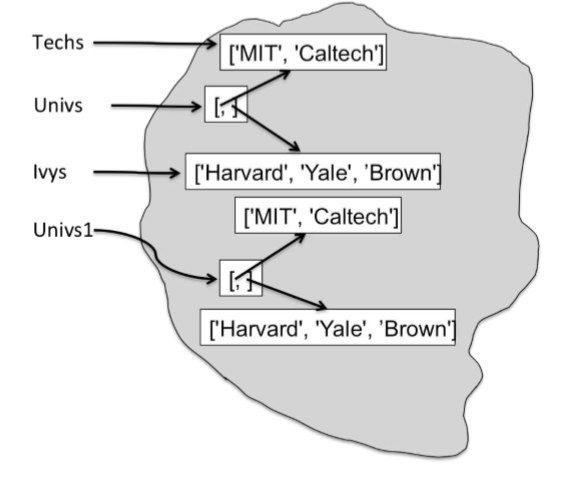 Techs
['MIT', 'Caltech']
Univs
[, ]
Ivys
['Harvard', 'Yale', ’Brown']
['MIT', 'Caltech']
Univs1
[, ]
['Harvard', 'Yale', ’Brown']